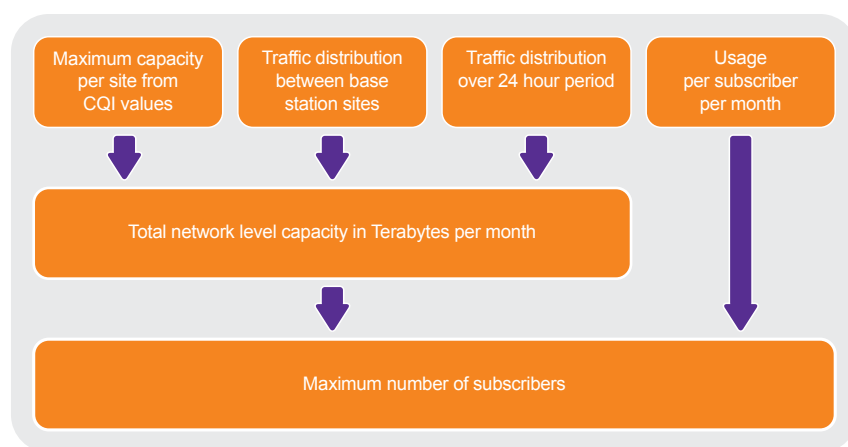 Maximum capacity
per site from
CQI values
Traffic distribution
between base
station sites
Traffic distribution
over 24 hour period
Usage
per subscriber
per month
Total network level capacity in Terabytes per month
Maximum number of subscribers